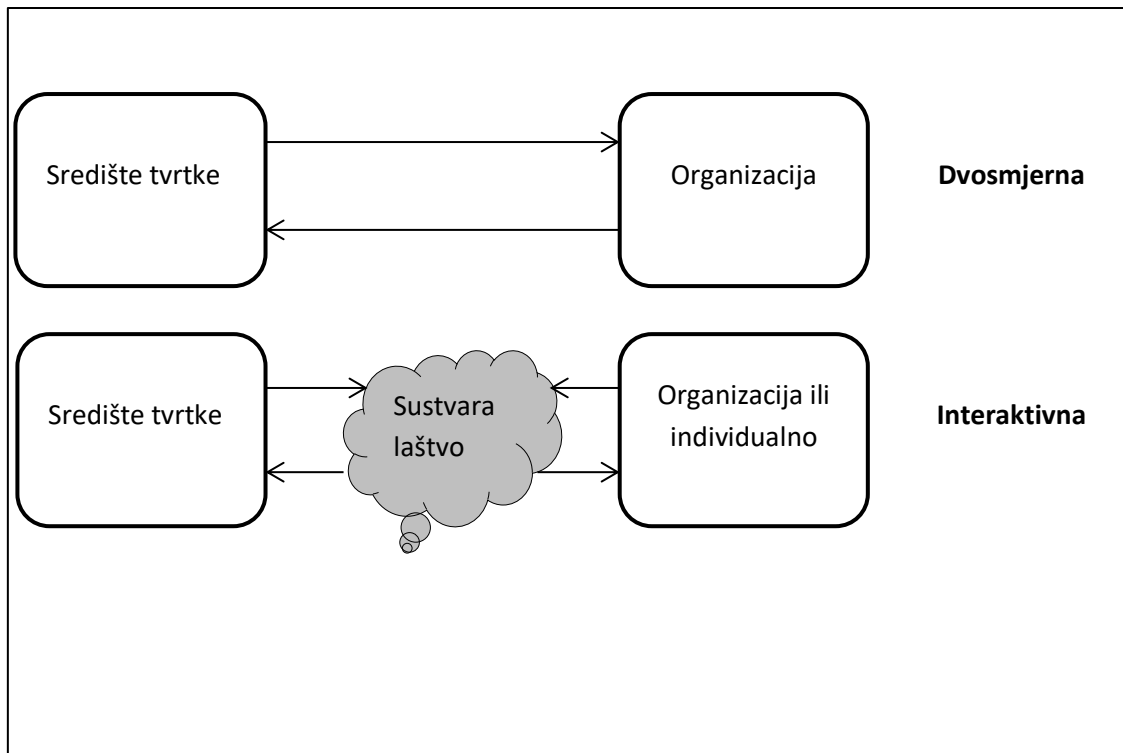 Središte tvrtke
Organizacija
Dvosmjerna
Središte tvrtke
Sustvara
laštvo
Organizacija ili
individualno
Interaktivna